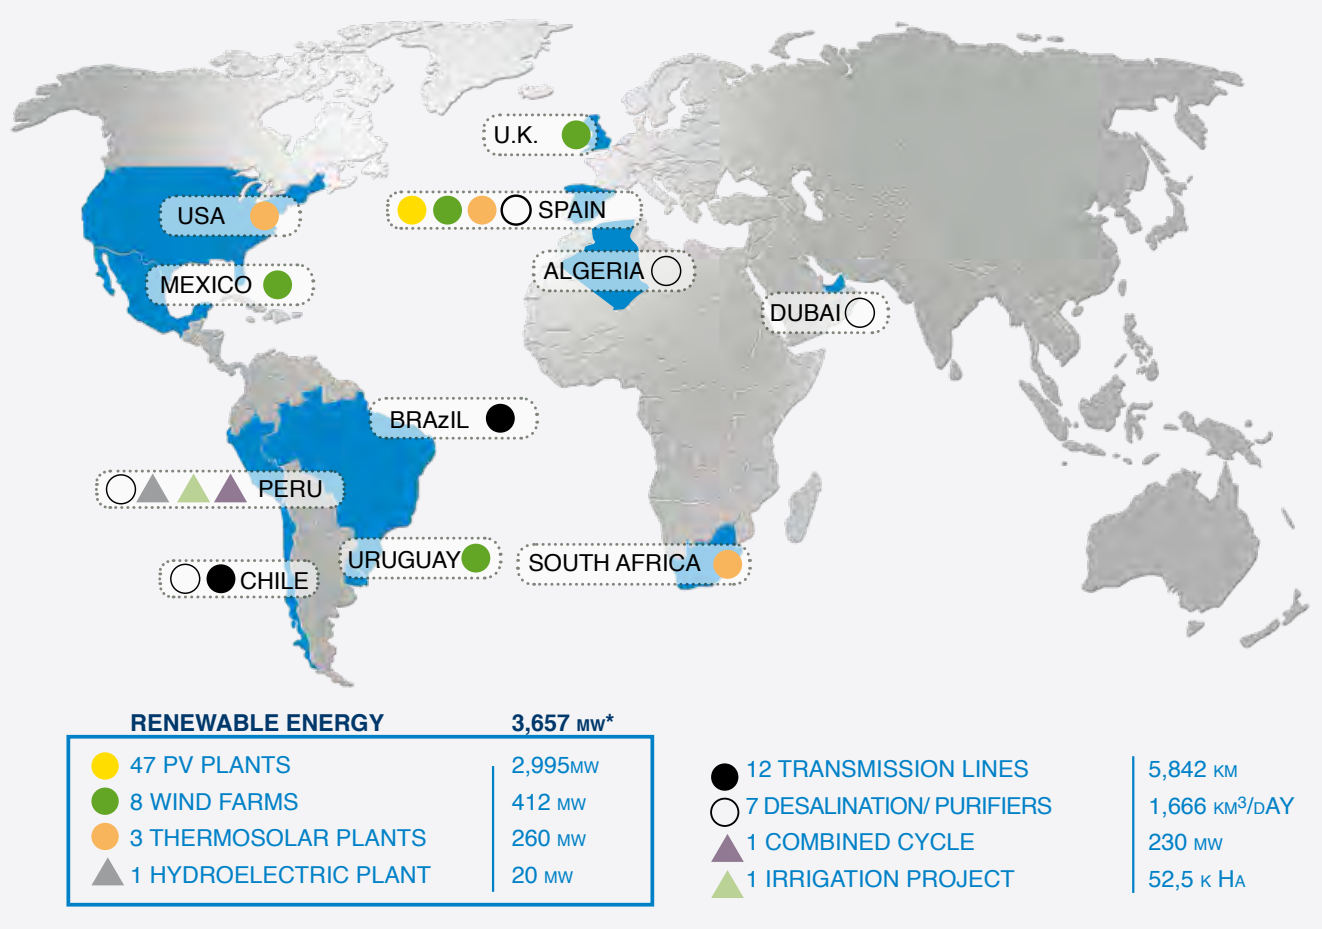 U.K.
USA
SPAIN
MEXICO
ALGERIA
DUBAI
BRAzIL
PERU
URUGUAY
SOUTH AFRICA
CHILE
RENEWABLE ENERGY 3,657 MW*
47 PV PLANTS 2,995MW
8 WIND FARMS 412 MW
3 THERMOSOLAR PLANTS 260 MW
1 HYDROELECTRIC PLANT 20 MW
12 TRANSMISSION LINES 5,842 KM
7 DESALINATION/ PURIFIERS 1,666 KM³/DAY
1 COMBINED CYCLE 230 MW
1 IRRIGATION PROJECT 52,5 K HA